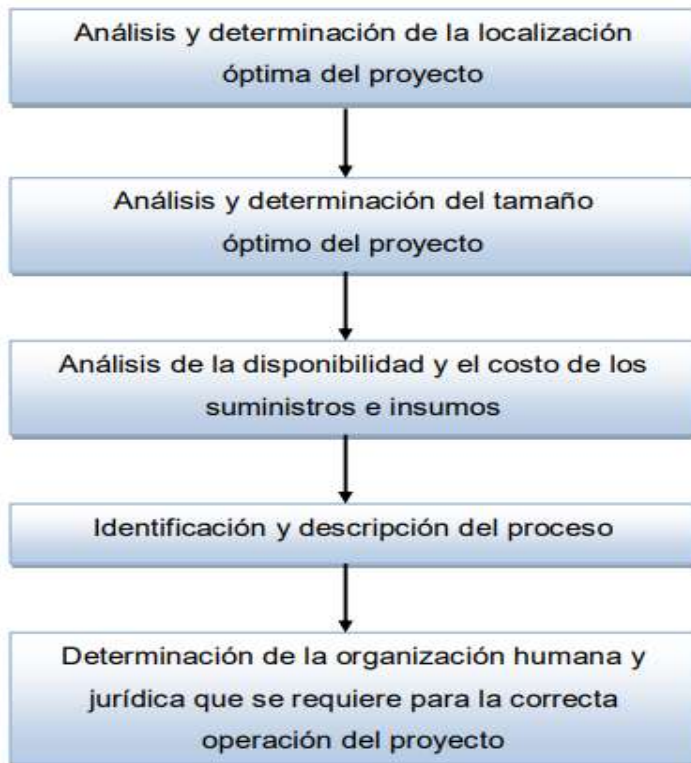 Análisis y determinación de la localización
óptima del proyecto
Análisis y determinación del tamaño
óptimo del proyecto
Análisis de la disponibilidad y el costo de los
suministros e insumos
Identificación y descripción del proceso
Determinación de la organización humana y
jurídica que se requiere para la correcta
operación del proyecto